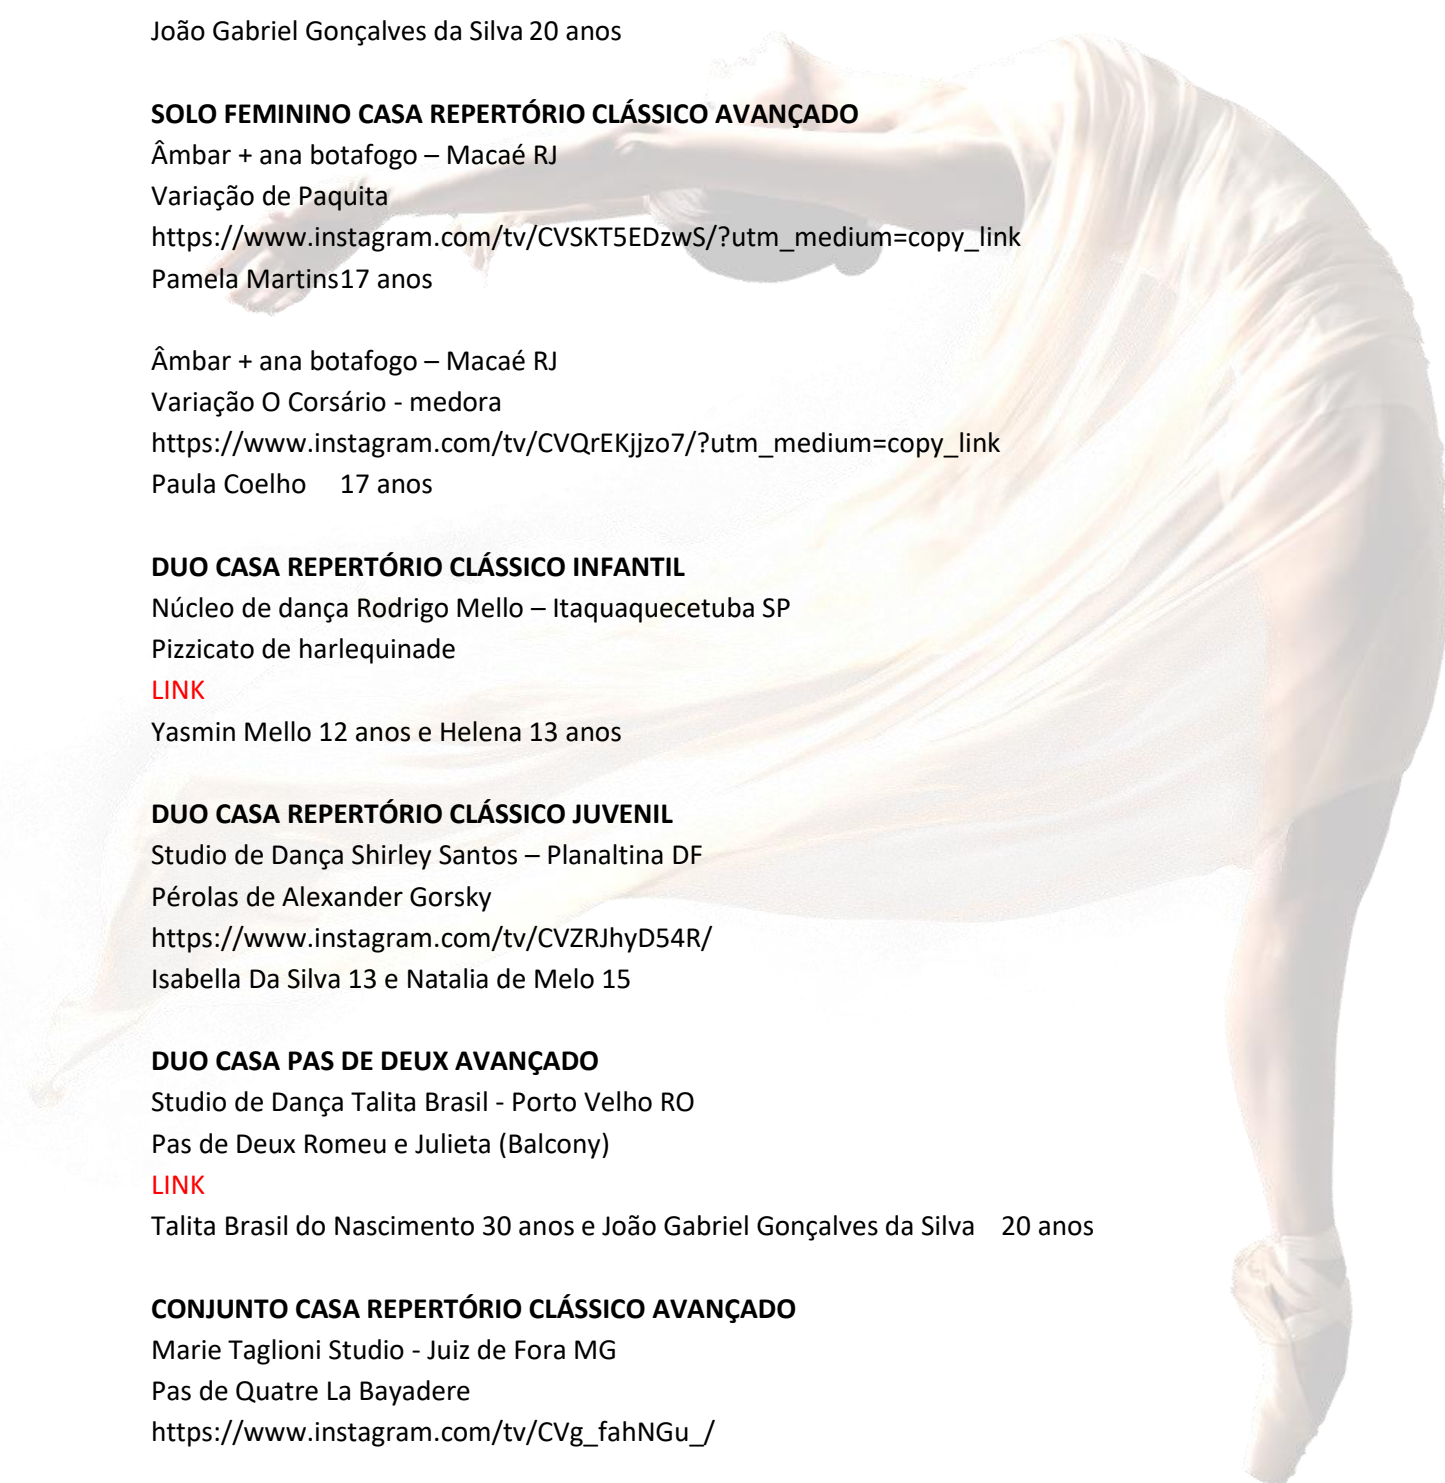 João Gabriel Gonçalves da Silva 20 anos
SOLO FEMININO CASA REPERTÓRIO CLÁSSICO AVANÇADO
Âmbar + ana botafogo – Macaé RJ
Variação de Paquita
https://www.instagram.com/tv/CVSKT5EDzwS/?utm_medium=copy_link
Pamela Martins17 anos
Âmbar + ana botafogo – Macaé RJ
Variação O Corsário - medora
https://www.instagram.com/tv/CVQrEKjjzo7/?utm_medium=copy_link
Paula Coelho 17 anos
DUO CASA REPERTÓRIO CLÁSSICO INFANTIL
Núcleo de dança Rodrigo Mello – Itaquaquecetuba SP
Pizzicato de harlequinade
LINK
Yasmin Mello 12 anos e Helena 13 anos
DUO CASA REPERTÓRIO CLÁSSICO JUVENIL
Studio de Dança Shirley Santos – Planaltina DF
Pérolas de Alexander Gorsky
https://www.instagram.com/tv/CVZRJhyD54R/
Isabella Da Silva 13 e Natalia de Melo 15
DUO CASA PAS DE DEUX AVANÇADO
Studio de Dança Talita Brasil - Porto Velho RO
Pas de Deux Romeu e Julieta (Balcony)
LINK
Talita Brasil do Nascimento 30 anos e João Gabriel Gonçalves da Silva 20 anos
CONJUNTO CASA REPERTÓRIO CLÁSSICO AVANÇADO
Marie Taglioni Studio - Juiz de Fora MG
Pas de Quatre La Bayadere
https://www.instagram.com/tv/CVg_fahNGu_/